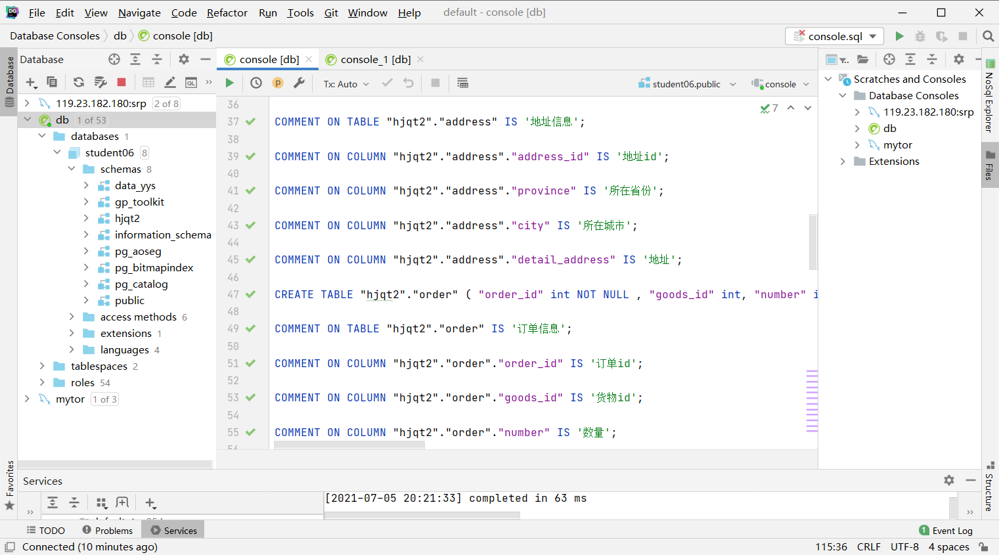 File Edit View Navigate Code Refactor Run Tools Git Window Help default - console [db]
Database Consoles db console [db] console.sql
Database
console [db]
console_1 [db]
Tx: Auto student06.public console
119.23.182.180:srp 2 of 8
db 1 of 53
databases 1
student06 8
schemas 8
data_yys
gp_toolkit
hjqt2
information_schema
pg_aoseg
pg_bitmapindex
pg_catalog
public
access methods 6
extensions 1
languages 4
tablespaces 2
roles 54
mytor 1 of 3
7
36
37 COMMENT ON TABLE "hjqt2"."address" IS '地址信息';
38
39 COMMENT ON COLUMN "hjqt2"."address"."address_id" IS '地址id';
40
41 COMMENT ON COLUMN "hjqt2"."address"."province" IS '所在省份';
42
43 COMMENT ON COLUMN "hjqt2"."address"."city" IS '所在城市';
44
45 COMMENT ON COLUMN "hjqt2"."address"."detail_address" IS '地址';
46
47 CREATE TABLE "hjqt2"."order" ( "order_id" int NOT NULL , "goods_id" int, "number" i
48
49 COMMENT ON TABLE "hjqt2"."order" IS '订单信息';
50
51 COMMENT ON COLUMN "hjqt2"."order"."order_id" IS '订单id';
52
53 COMMENT ON COLUMN "hjqt2"."order"."goods_id" IS '货物id';
54
55 COMMENT ON COLUMN "hjqt2"."order"."number" IS '数量';
56
Scratches and Consoles
Database Consoles
119.23.182.180:srp
db
mytor
Extensions
Database
Favorites
NoSql Explorer
Files
Structure
Services
[2021-07-05 20:21:33] completed in 63 ms
TODO Problems Services 1 Event Log
Connected (10 minutes ago) 115:36 CRLF UTF-8 4 spaces